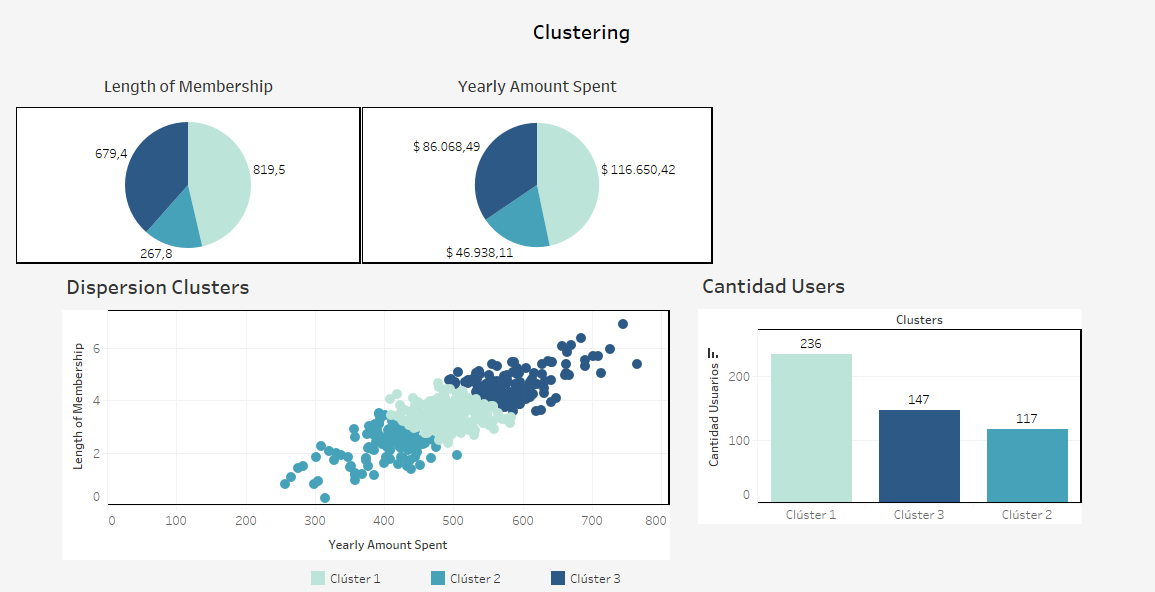 Clustering
Length of Membership
Yearly Amount Spent
679,4
819,5
267,8
$ 86.068,49
$ 116.650,42
$ 46.938,11
Dispersion Clusters
Length of Membership
6
4
2
0
0 100 200 300 400 500 600 700 800
Yearly Amount Spent
Clúster 1 Clúster 2 Clúster 3
Cantidad Users
Clusters
Cantidad Usuarios
200
100
0
236
147
117
Clúster 1 Clúster 3 Clúster 2